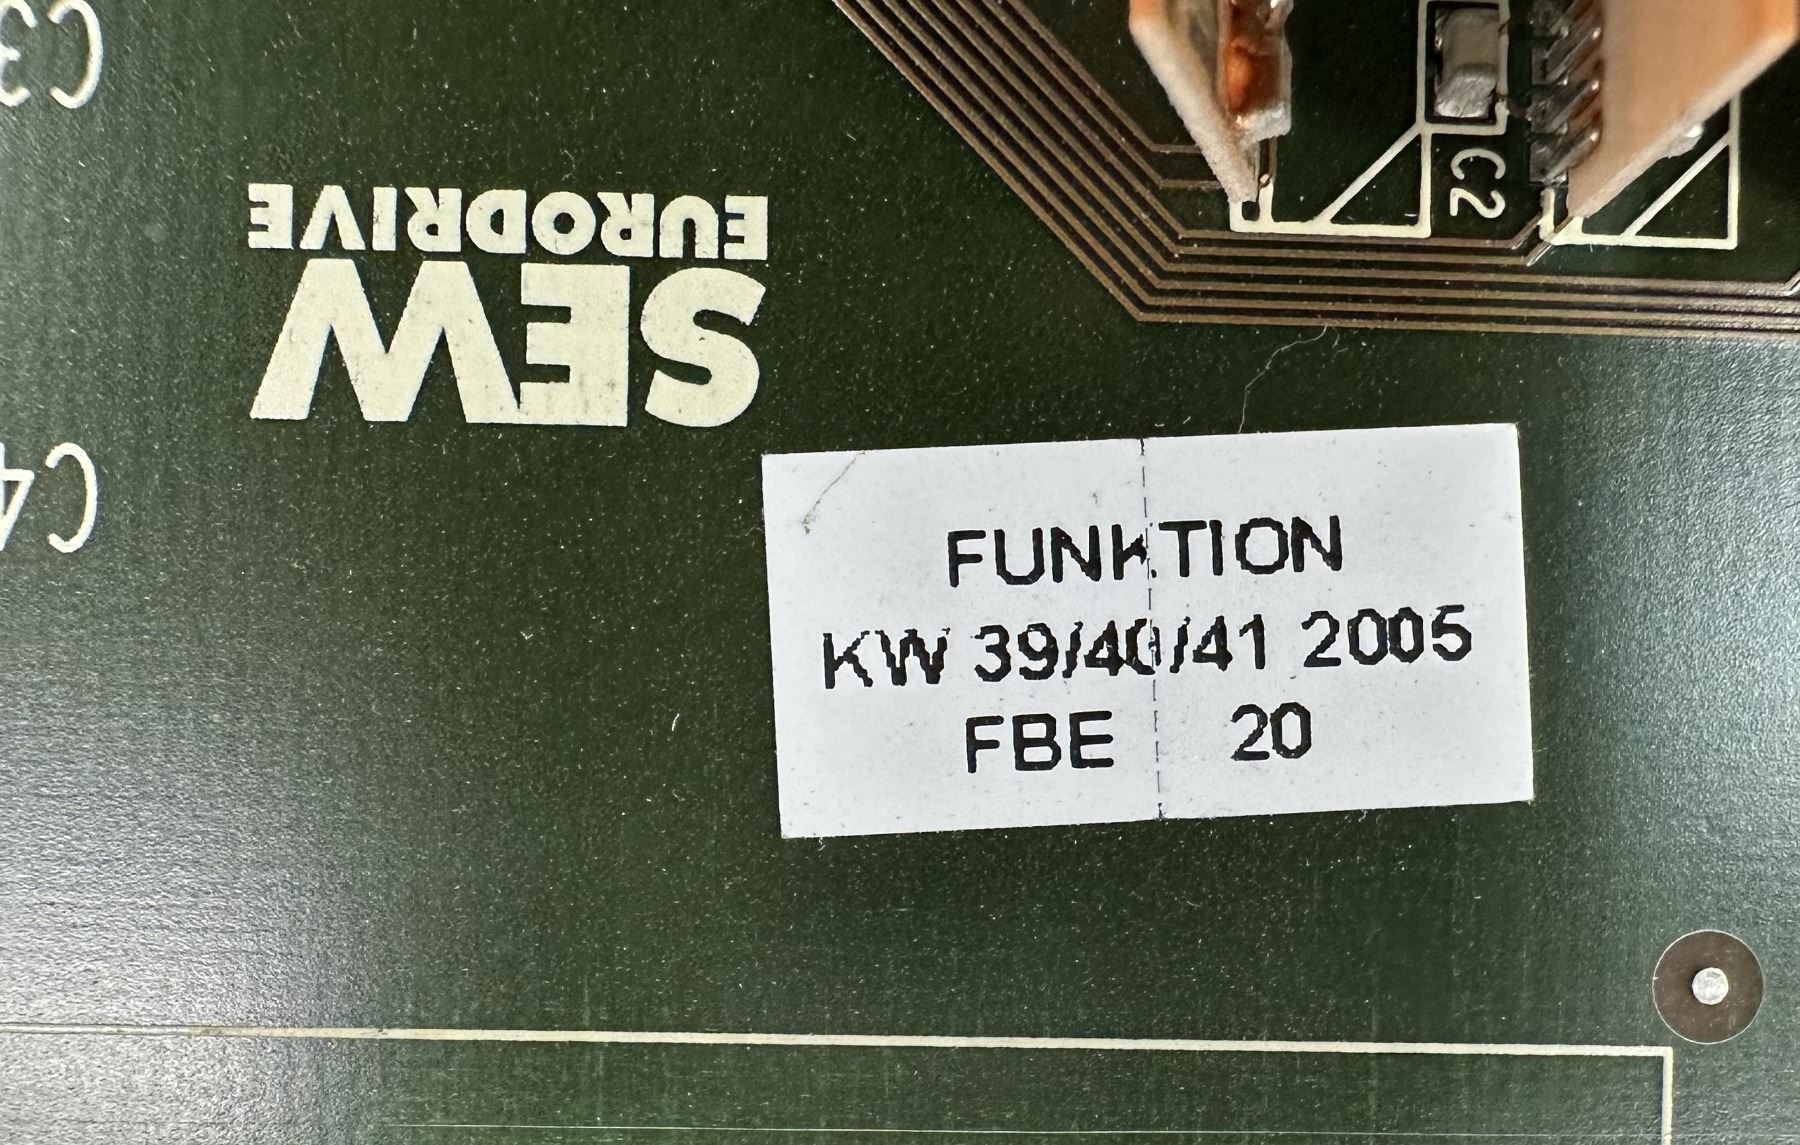 C3
SEW
EURODRIVE
C2
C4
FUNKTION
KW 39/40/41 2005
FBE 20